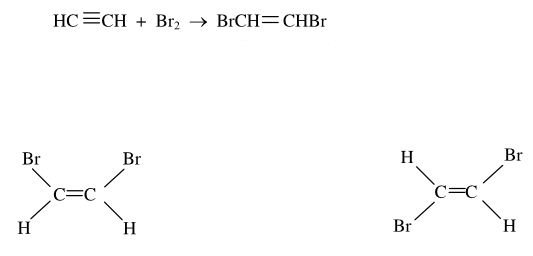 HC≡CH + Br₂ → BrCH=CHBr
H Br
Br Br
C=C C=C
H H Br H